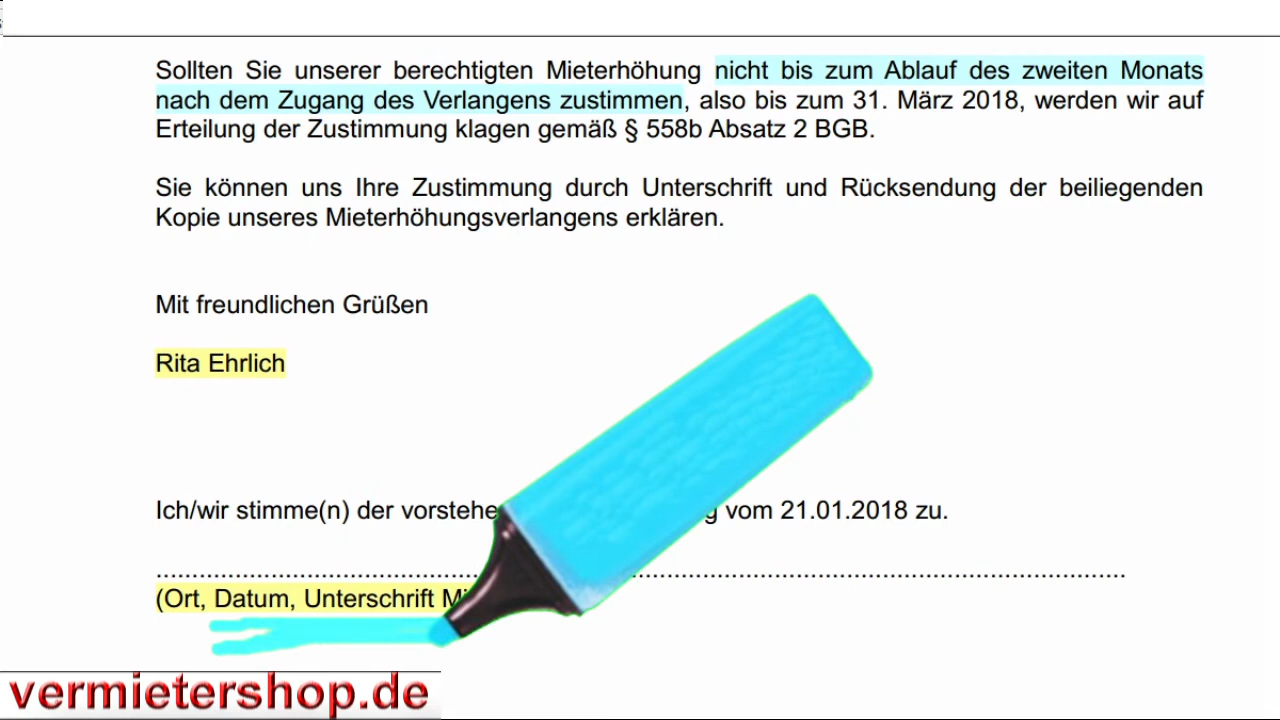 Sollten Sie unserer berechtigten Mieterhöhung nicht bis zum Ablauf des zweiten Monats
nach dem Zugang des Verlangens zustimmen, also bis zum 31. März 2018, werden wir auf
Erteilung der Zustimmung klagen gemäß § 558b Absatz 2 BGB.
Sie können uns Ihre Zustimmung durch Unterschrift und Rücksendung der beiliegenden
Kopie unseres Mieterhöhungsverlangens erklären.
Mit freundlichen Grüßen
Rita Ehrlich
Ich/wir stimme(n) der vom 21.01.2018 zu.
(Ort, Datum, Unterschrift
vermietershop.de